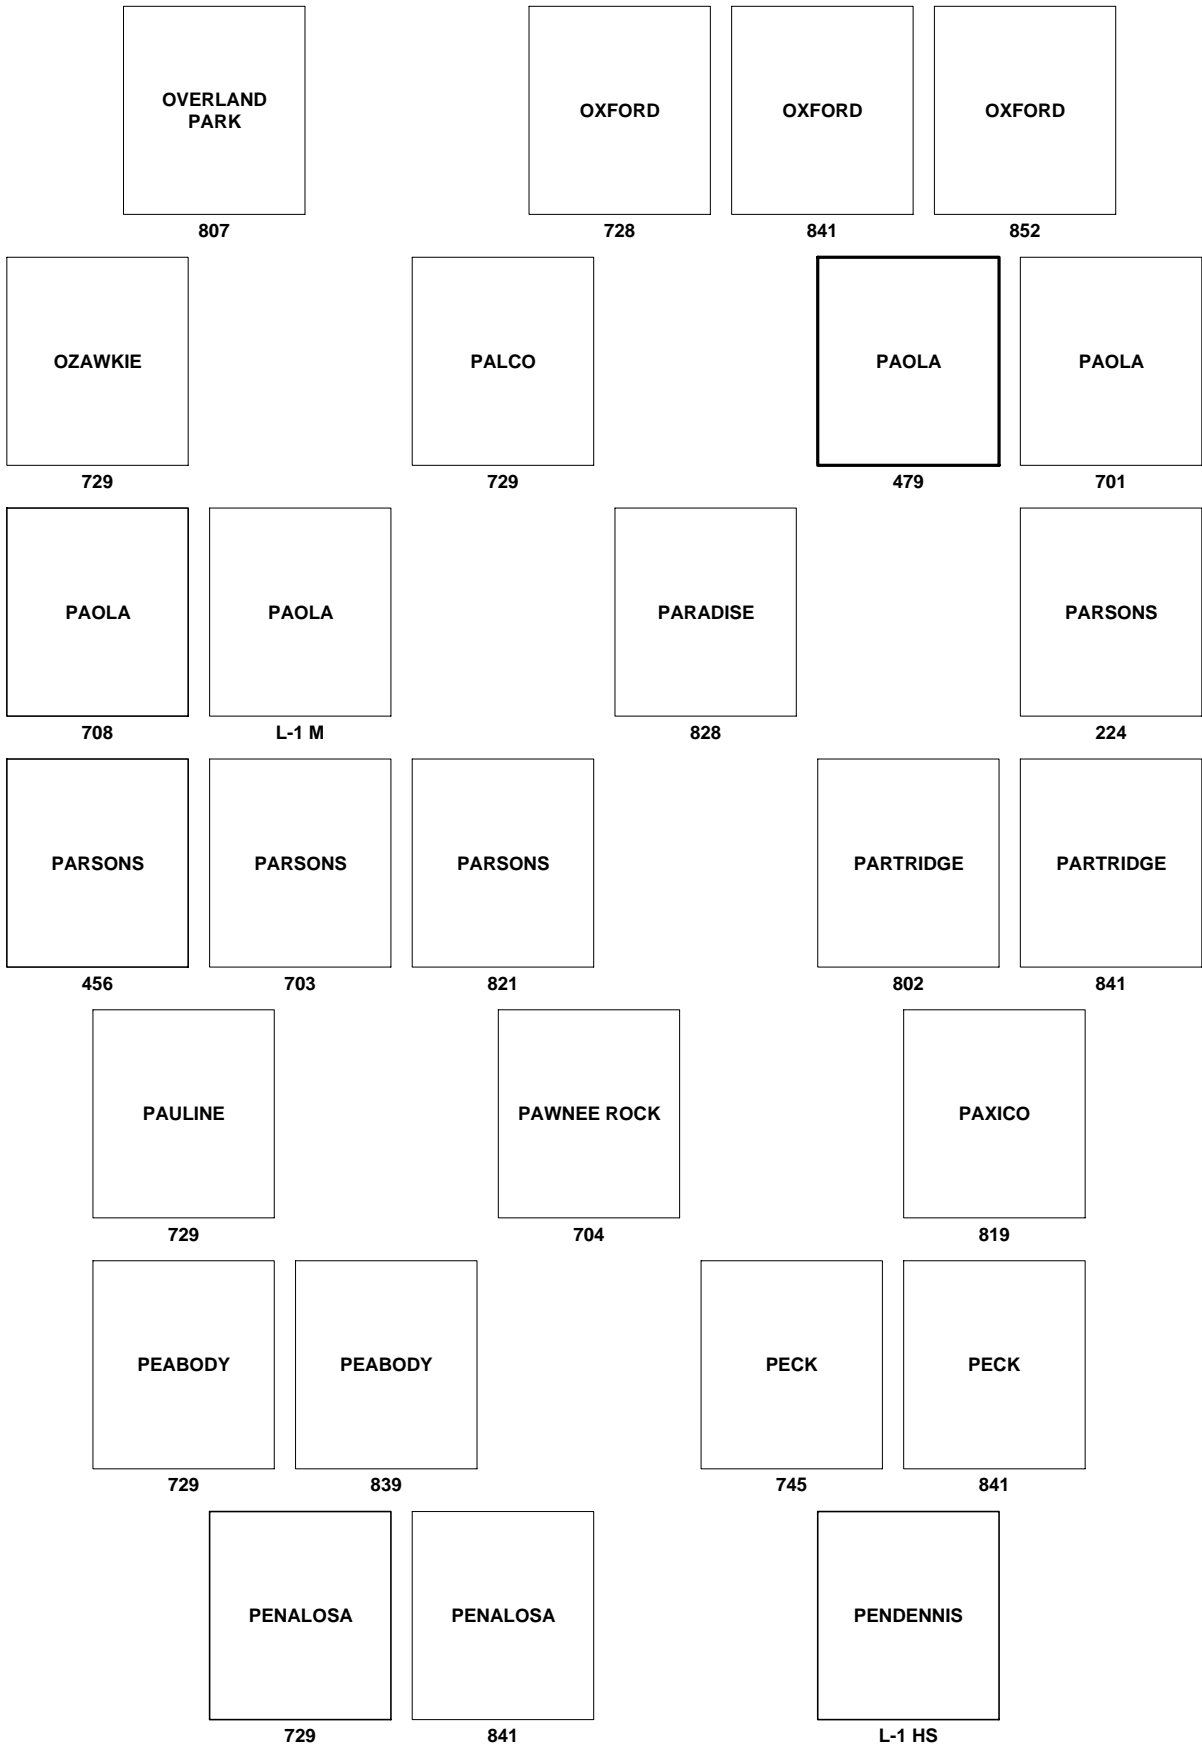 OVERLAND
PARK
OXFORD
OXFORD
OXFORD
807
728
841
852
OZAWKIE
PALCO
PAOLA
PAOLA
729
729
479
701
PAOLA
PAOLA
PARADISE
PARSONS
708
L-1 M
828
224
PARSONS
PARSONS
PARSONS
PARTRIDGE
PARTRIDGE
456
703
821
802
841
PAULINE
PAWNEE ROCK
PAXICO
729
704
819
PEABODY
PEABODY
PECK
PECK
729
839
745
841
PENALOSA
PENALOSA
PENDENNIS
729
841
L-1 HS